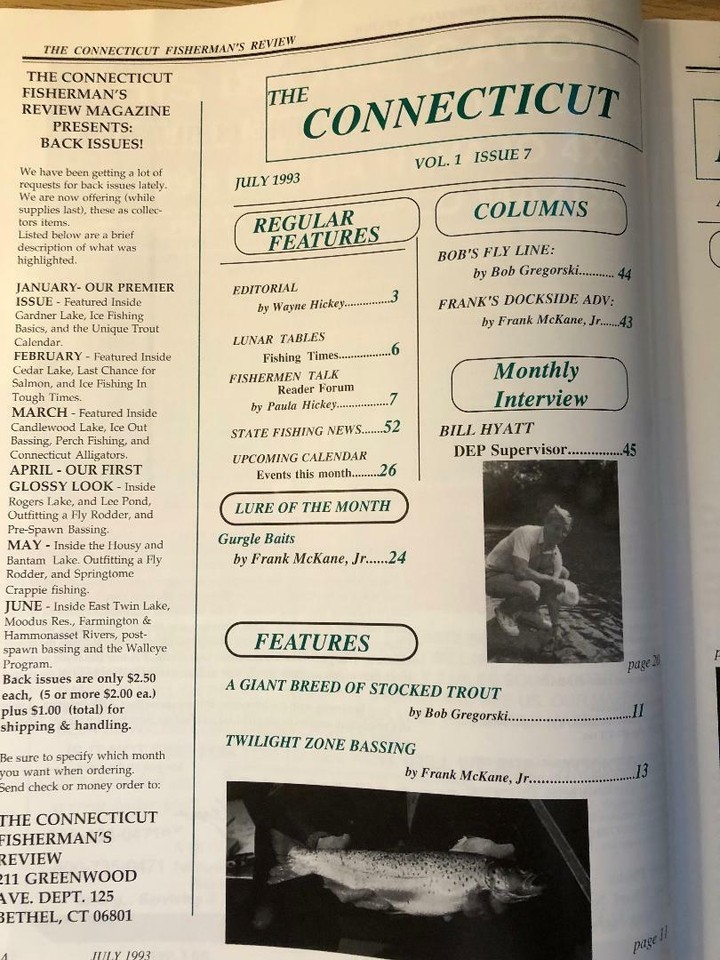 THE CONNECTICUT FISHERMAN'S REVIEW
THE CONNECTICUT
FISHERMAN'S
REVIEW MAGAZINE
PRESENTS:
BACK ISSUES!
We have been getting a lot of
requests for back issues lately.
We are now offering (while
supplies last), these as collec-
tors items.
Listed below are a brief
description of what was
highlighted.
JANUARY- OUR PREMIER
ISSUE - Featured Inside
Gardner Lake, Ice Fishing
Basics, and the Unique Trout
Calendar.
FEBRUARY - Featured Inside
Cedar Lake, Last Chance for
Salmon, and Ice Fishing In
Tough Times.
MARCH - Featured Inside
Candlewood Lake, Ice Out
Bassing, Perch Fishing, and
Connecticut Alligators.
APRIL - OUR FIRST
GLOSSY LOOK - Inside
Rogers Lake, and Lee Pond,
Outfitting a Fly Rodder, and
Pre-Spawn Bassing.
MAY - Inside the Housy and
Bantam Lake. Outfitting a Fly
Rodder, and Springtome
Crappie fishing.
JUNE - Inside East Twin Lake,
Moodus Res., Farmington &
Hammonasset Rivers, post-
spawn bassing and the Walleye
Program.
Back issues are only $2.50
each, (5 or more $2.00 ea.)
plus $1.00 (total) for
shipping & handling.
Be sure to specify which month
you want when ordering.
Send check or money order to:
THE CONNECTICUT
FISHERMAN'S
REVIEW
211 GREENWOOD
AVE. DEPT. 125
BETHEL, CT 06801
4 JULY 1993
THE CONNECTICUT
VOL. 1 ISSUE 7
JULY 1993
REGULAR
FEATURES
EDITORIAL
by Wayne Hickey..............3
LUNAR TABLES
Fishing Times................6
FISHERMEN TALK
Reader Forum
by Paula Hickey................7
STATE FISHING NEWS......52
UPCOMING CALENDAR
Events this month.........26
LURE OF THE MONTH
Gurgle Baits
by Frank McKane, Jr......24
COLUMNS
BOB'S FLY LINE:
by Bob Gregorski........... 44
FRANK'S DOCKSIDE ADV:
by Frank McKane, Jr......43
Monthly
Interview
BILL HYATT
DEP Supervisor...............45
page
FEATURES
A GIANT BREED OF STOCKED TROUT
by Bob Gregorski...................................11
TWILIGHT ZONE BASSING
by Frank McKane, Jr..............................13
page